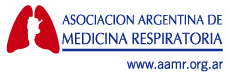 ASOCIACION ARGENTINA DE
MEDICINA RESPIRATORIA
www.aamr.org.ar